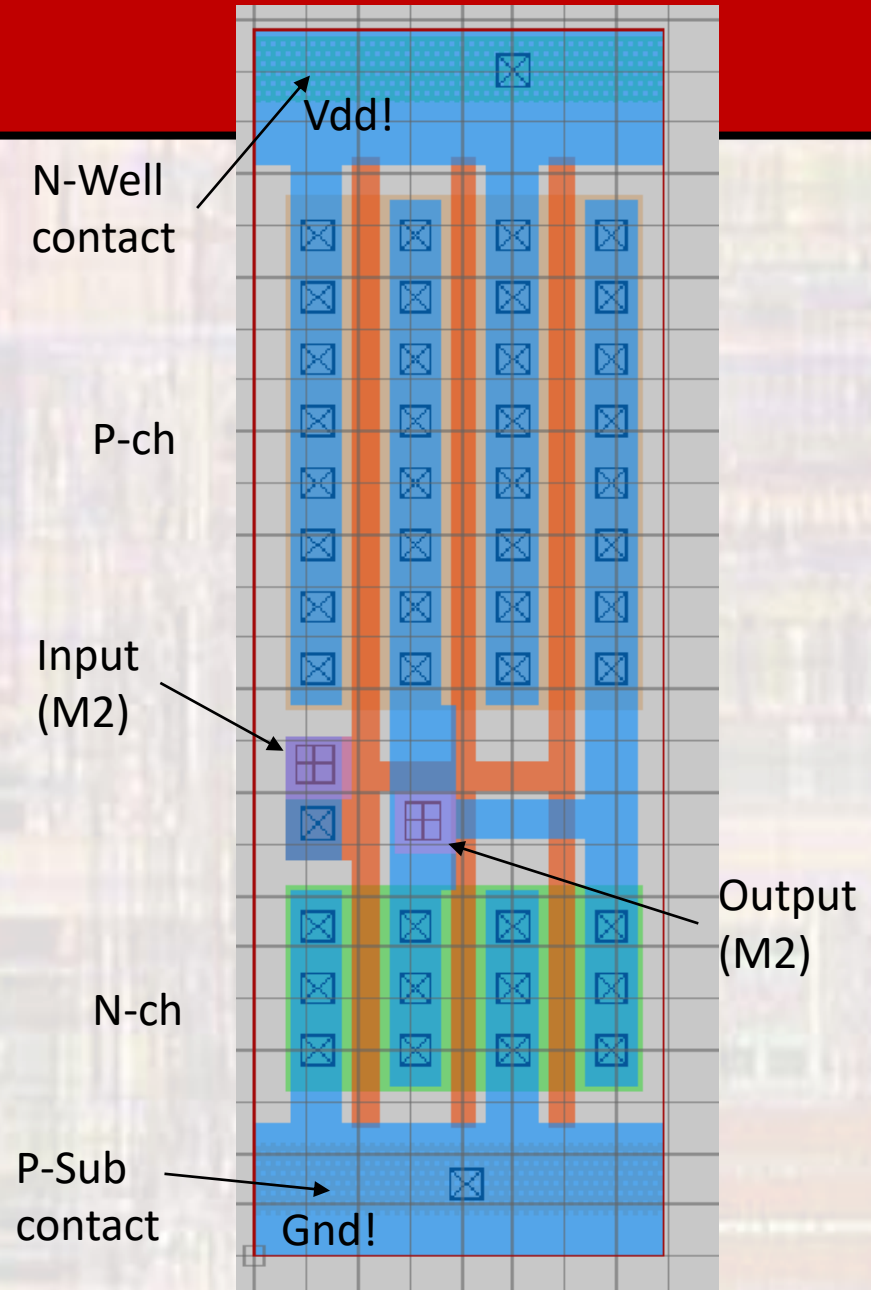 Vdd!
N-Well
contact
P-ch
Input
(M2)
Output
(M2)
N-ch
P-Sub
contact
Gnd!